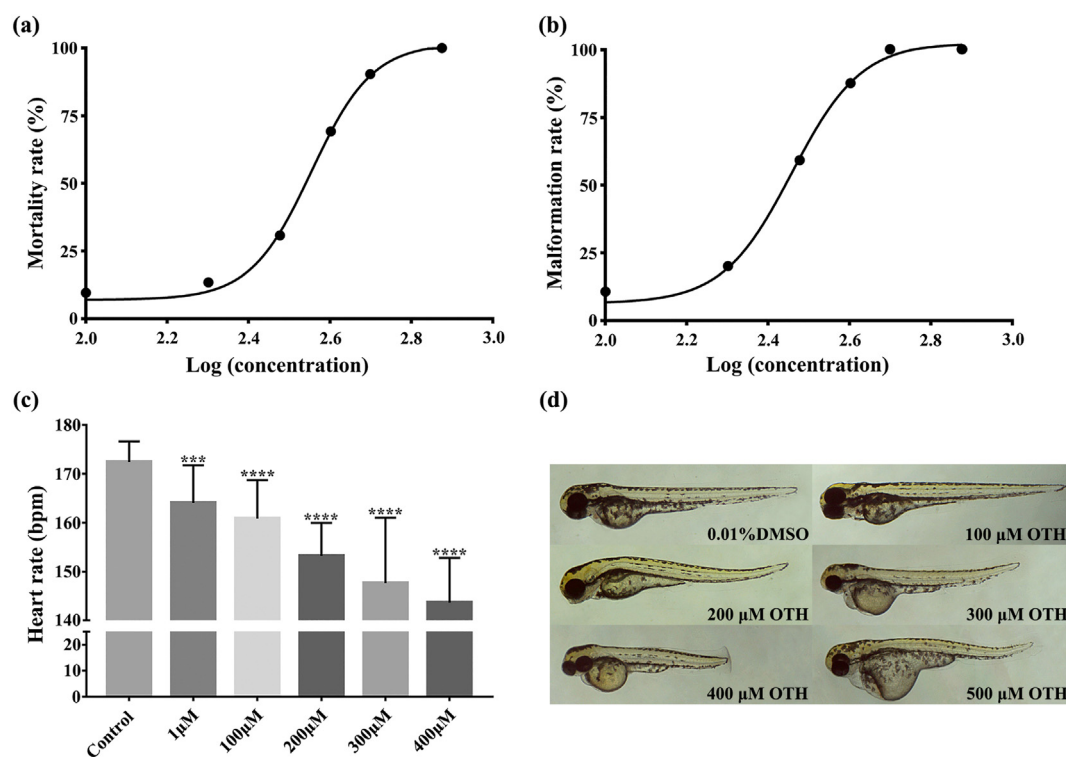 (a)
Mortality rate (%)
100
75
50
25
0
2.0 2.2 2.4 2.6 2.8 3.0
Log (concentration)
(b)
Malformation rate (%)
100
75
50
25
0
2.0 2.2 2.4 2.6 2.8 3.0
Log (concentration)
(c)
Heart rate (bpm)
180
170
160
150
140
20
10
0
***
****
****
****
****
Control 1μM 100μM 200μM 300μM 400μM
(d)
0.01%DMSO
100 μM OTH
200 μM OTH
300 μM OTH
400 μM OTH
500 μM OTH